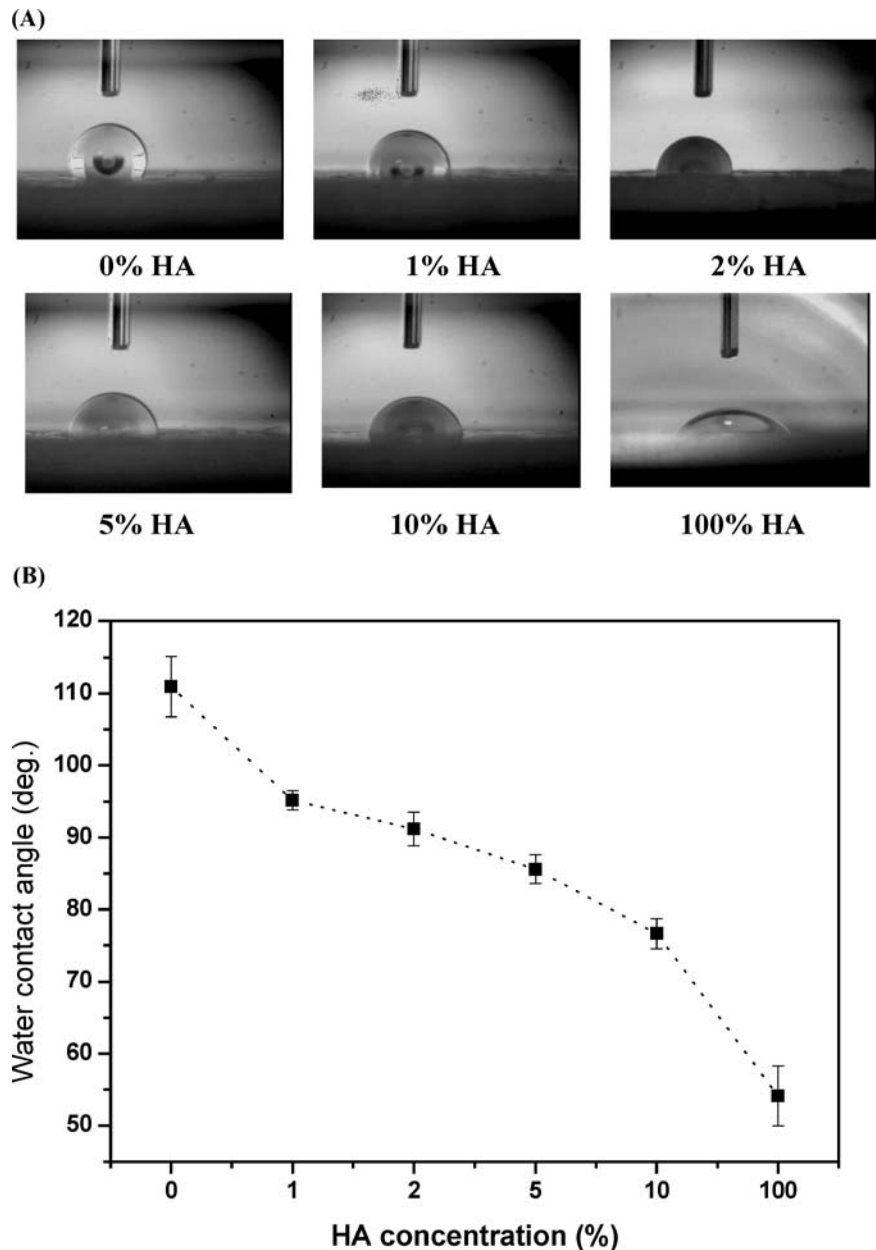 (A)
0% HA
1% HA
2% HA
5% HA
10% HA
100% HA
(B)
120
110
100
90
80
70
60
50
Water contact angle (deg.)
0
1
2
5
10
100
HA concentration (%)